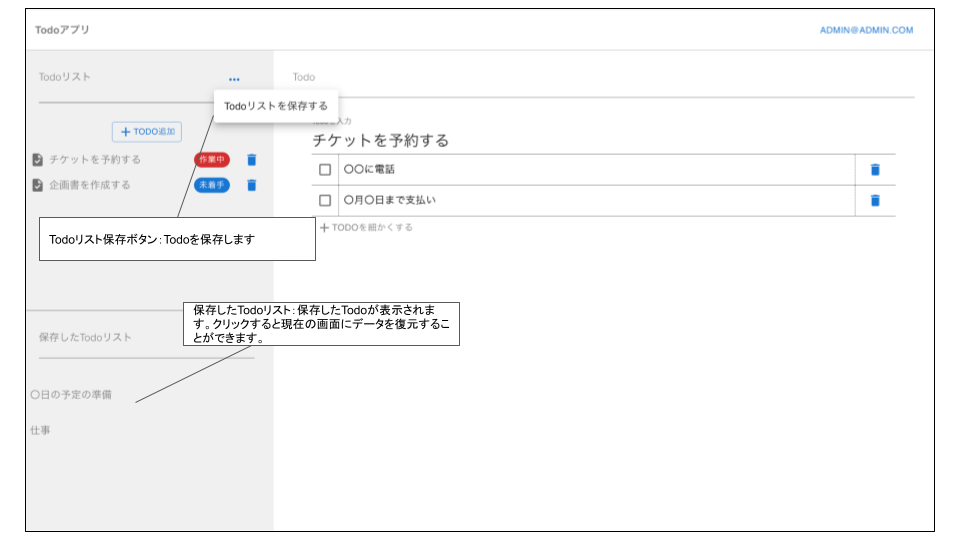 Todoアプリ
ADMIN@ADMIN.COM
Todoリスト
Todo
Todoリストを保存する
入力
TODO追加
チケットを予約する
チケットを予約する
作業中
〇〇に電話
企画書を作成する
未着手
〇月〇日まで支払い
TODOを細かくする
Todoリスト保存ボタン：Todoを保存します
保存したTodoリスト：保存したTodoが表示されま
す。クリックすると現在の画面にデータを復元するこ
とができます。
保存したTodoリスト
〇日の予定の準備
仕事